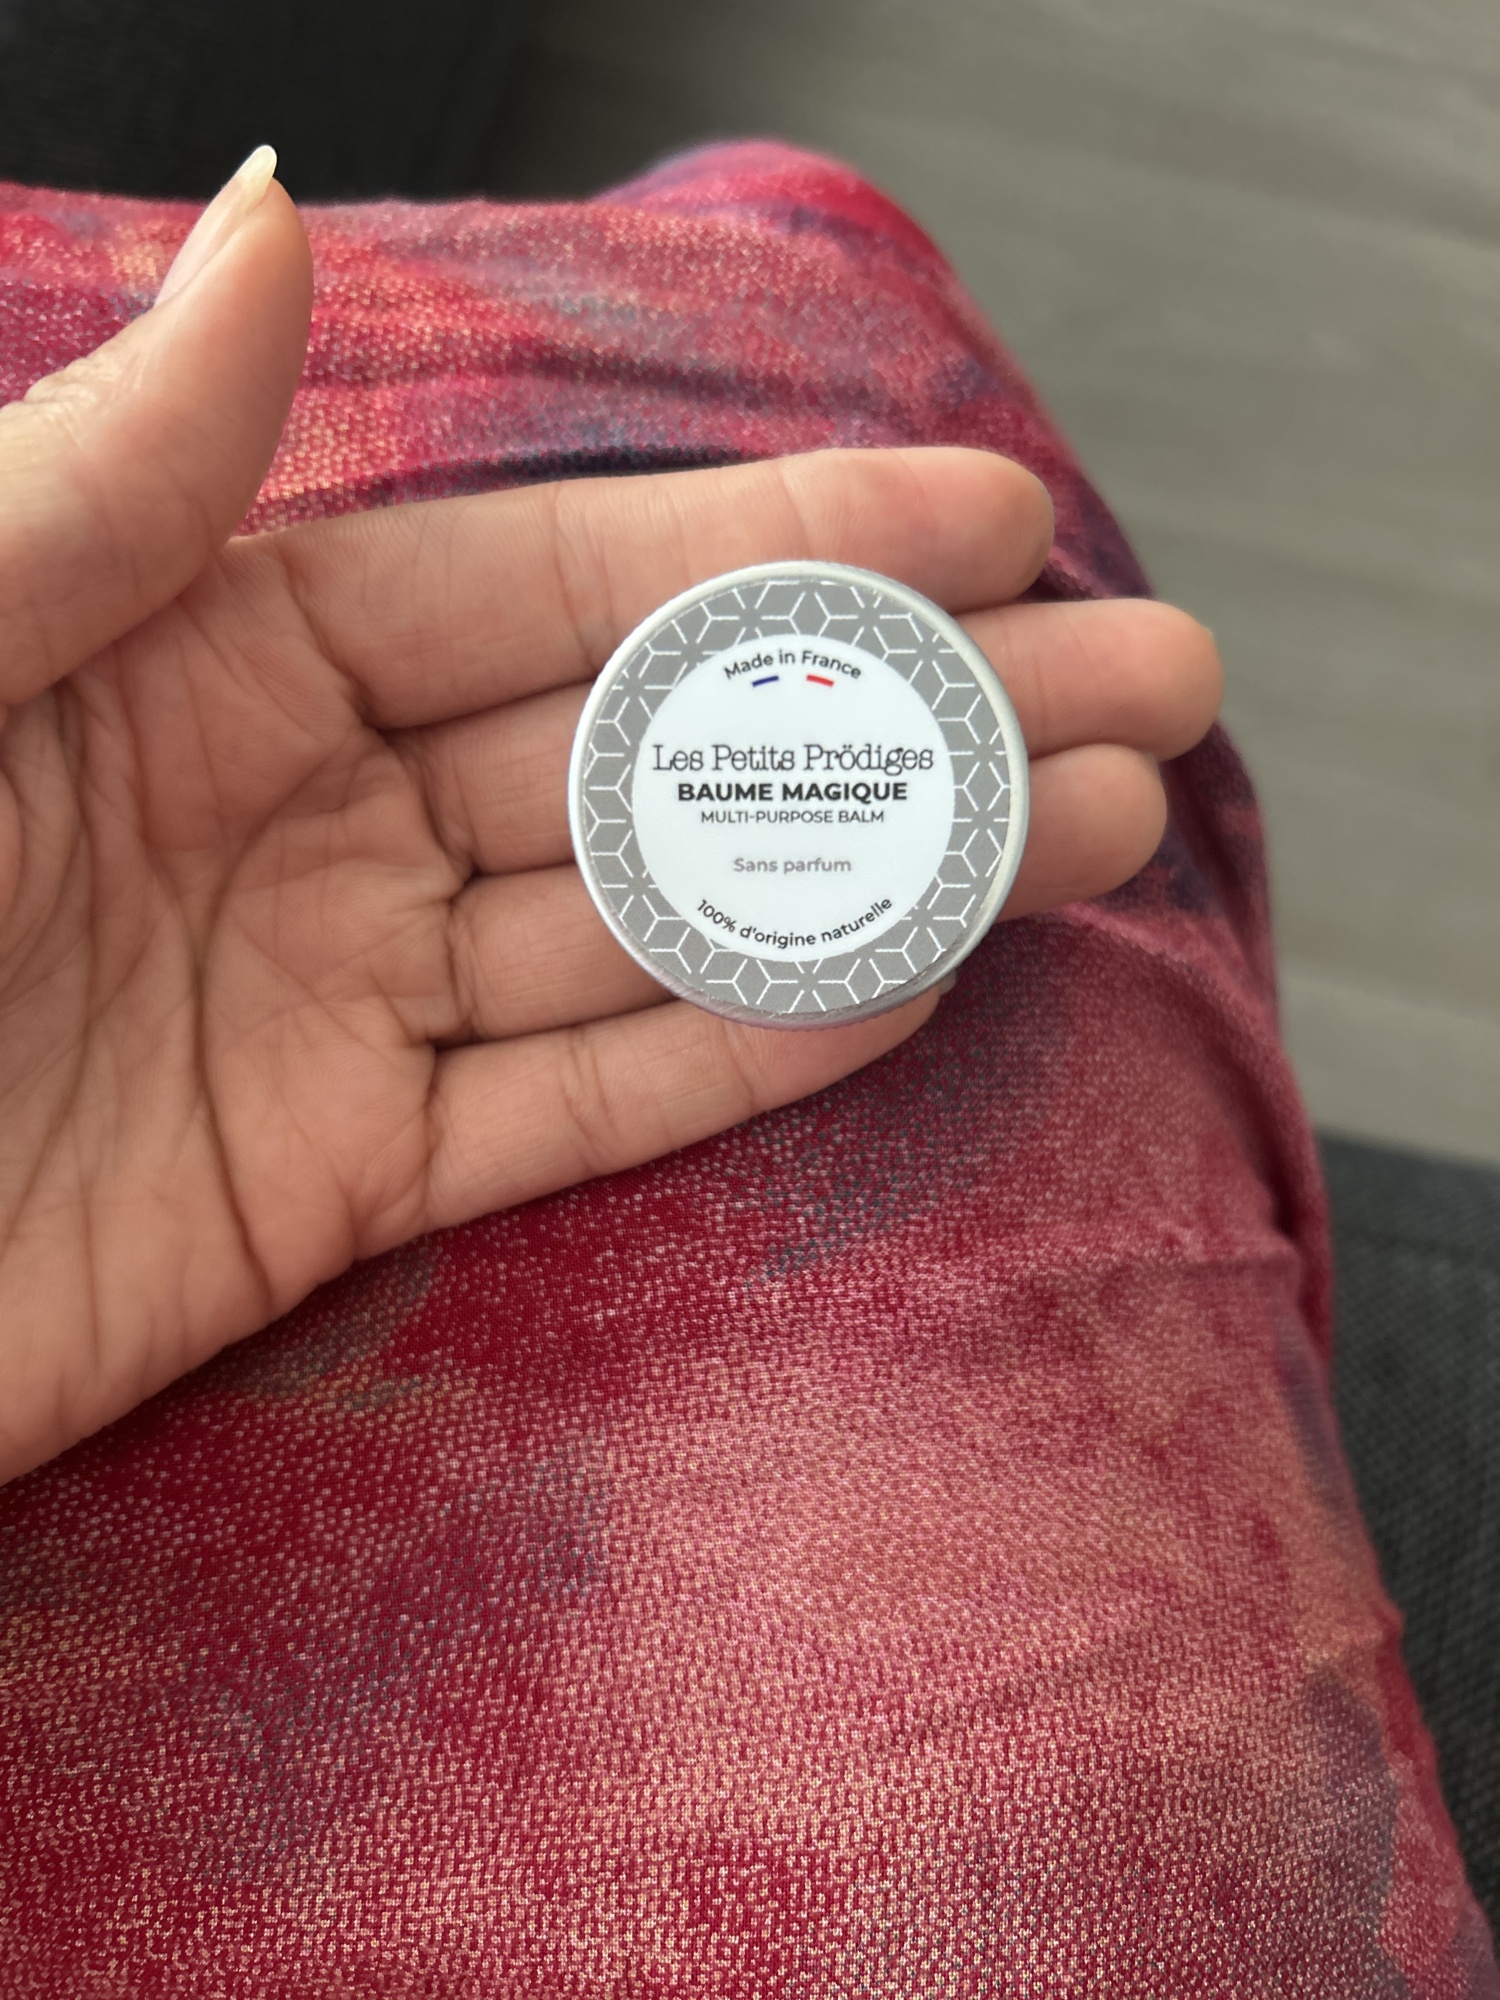 Made in France
Les Petits Prödiges
BAUME MAGIQUE
MULTI-PURPOSE BALM
Sans parfum
100% d'origine naturelle